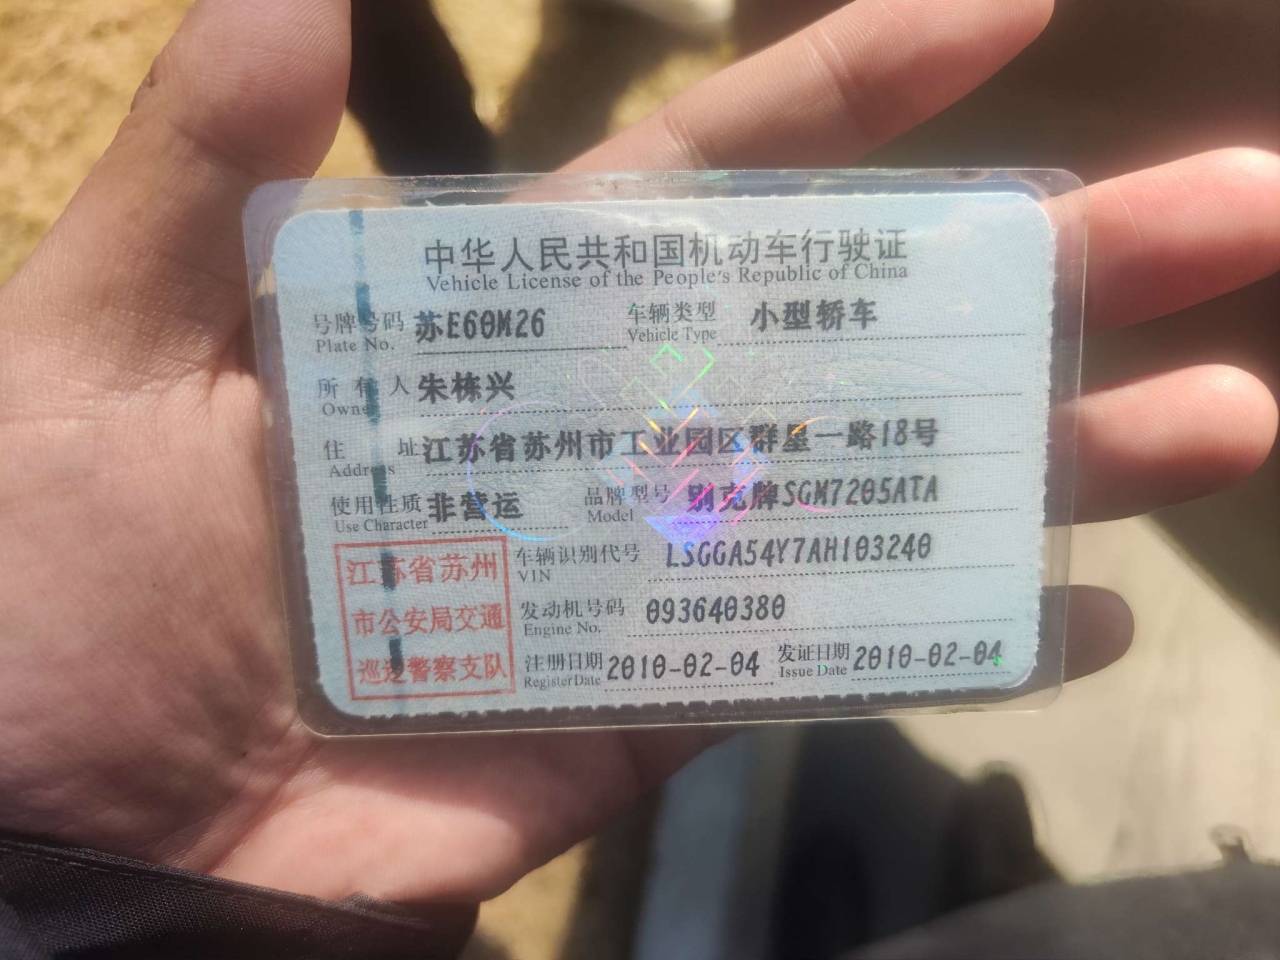 中华人民共和国机动车行驶证
Vehicle License of the People's Republic of China
号牌号码 苏E60M26 车辆类型 小型轿车
Plate No. Vehicle Type
所有人 朱栋兴
Owner
住址 江苏省苏州市工业园区群星一路18号
Address
使用性质 非营运 品牌型号 别克牌SGM7205ATA
Use Character Model
车辆识别代号 LSGGA54Y7AH103240
VIN
发动机号码 093640380
Engine No.
注册日期 2010-02-04 发证日期 2010-02-04
Register Date Issue Date
江苏省苏州
市公安局交通
巡逻警察支队